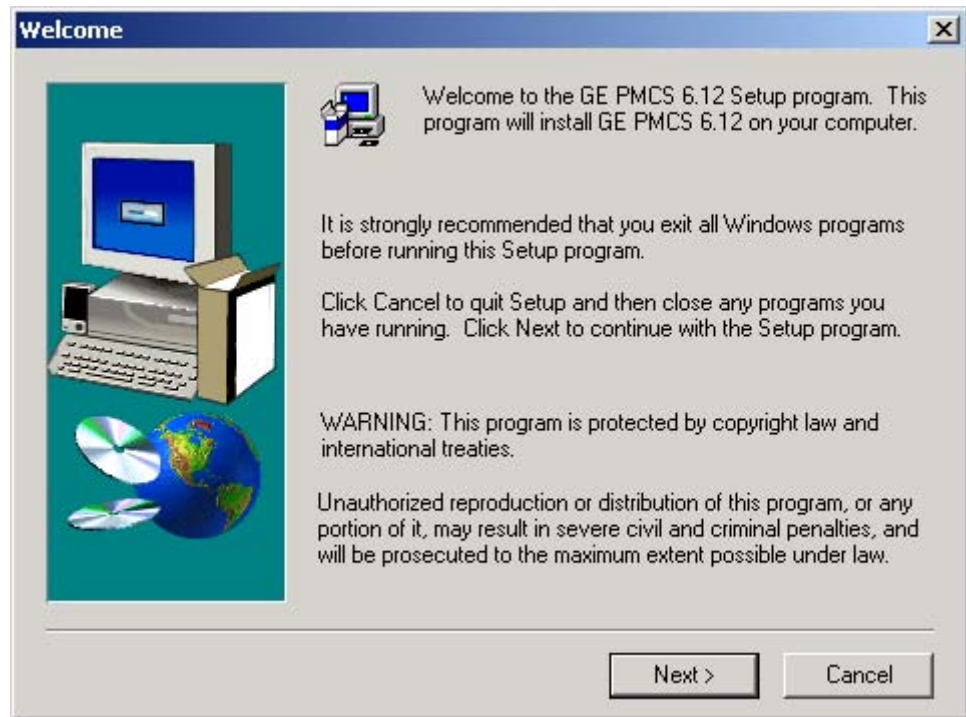 Welcome
Welcome to the GE PMCS 6.12 Setup program. This
program will install GE PMCS 6.12 on your computer.
It is strongly recommended that you exit all Windows programs
before running this Setup program.
Click Cancel to quit Setup and then close any programs you
have running. Click Next to continue with the Setup program.
WARNING: This program is protected by copyright law and
international treaties.
Unauthorized reproduction or distribution of this program, or any
portion of it, may result in severe civil and criminal penalties, and
will be prosecuted to the maximum extent possible under law.
Next >
Cancel